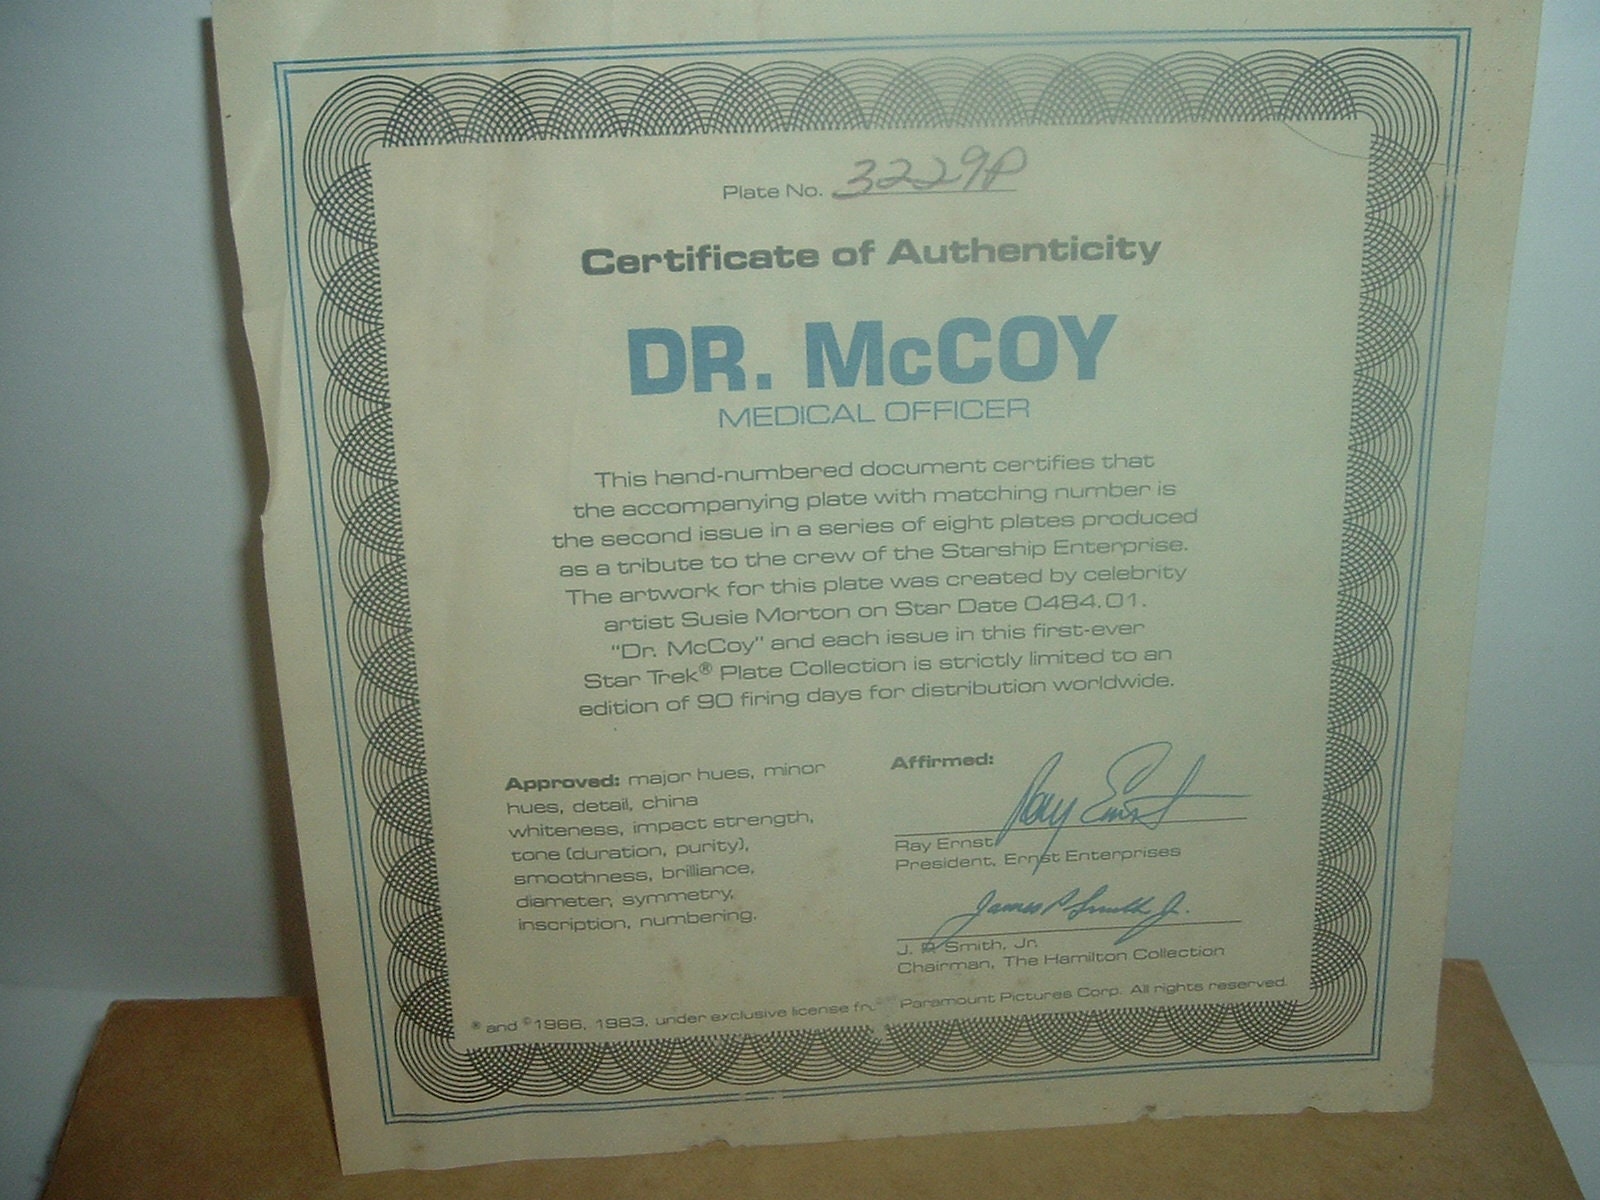 Plate No. 3229P
Certificate of Authenticity
DR. McCOY
MEDICAL OFFICER
This hand-numbered document certifies that
the accompanying plate with matching number is
the second issue in a series of eight plates produced
as a tribute to the crew of the Starship Enterprise.
The artwork for this plate was created by celebrity
artist Susie Morton on Star Date 0484.01.
"Dr. McCoy" and each issue in this first-ever
Star Trek® Plate Collection is strictly limited to an
edition of 90 firing days for distribution worldwide.
Approved: major hues, minor
hues, detail, china
whiteness, impact strength,
tone (duration, purity),
smoothness, brilliance,
diameter, symmetry,
inscription, numbering.
Affirmed:
Ray Ernst
Ray Ernst
President, Ernst Enterprises
James P Smith Jr.
J. P. Smith, Jr.
Chairman, The Hamilton Collection
® and ©1966, 1983, under exclusive license Paramount Pictures Corp. All rights reserved.